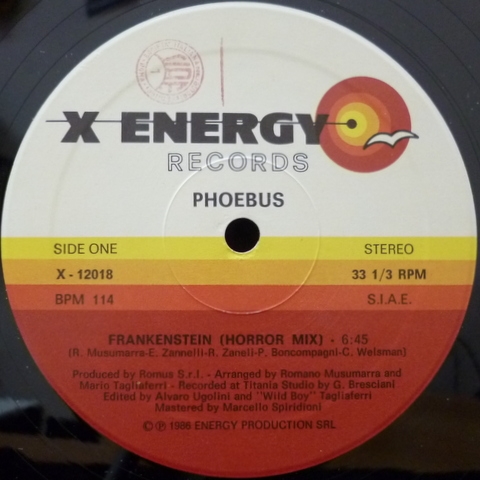 X ENERGY
RECORDS
PHOEBUS
SIDE ONE STEREO
X - 12018 33 1/3 RPM
BPM 114 S.I.A.E.
FRANKENSTEIN (HORROR MIX) - 6:45
(R. Musumarra-E. Zannelli-R. Zaneli-P. Boncompagni-C. Weisman)
Produced by Romus S.r.l. - Arranged by Romano Musumarra and
Mario Tagliaferri - Recorded at Titania Studio by G. Bresciani
Edited by Alvaro Ugolini and "Wild Boy" Tagliaferri
Mastered by Marcello Spiridioni
©℗ 1986 ENERGY PRODUCTION SRL